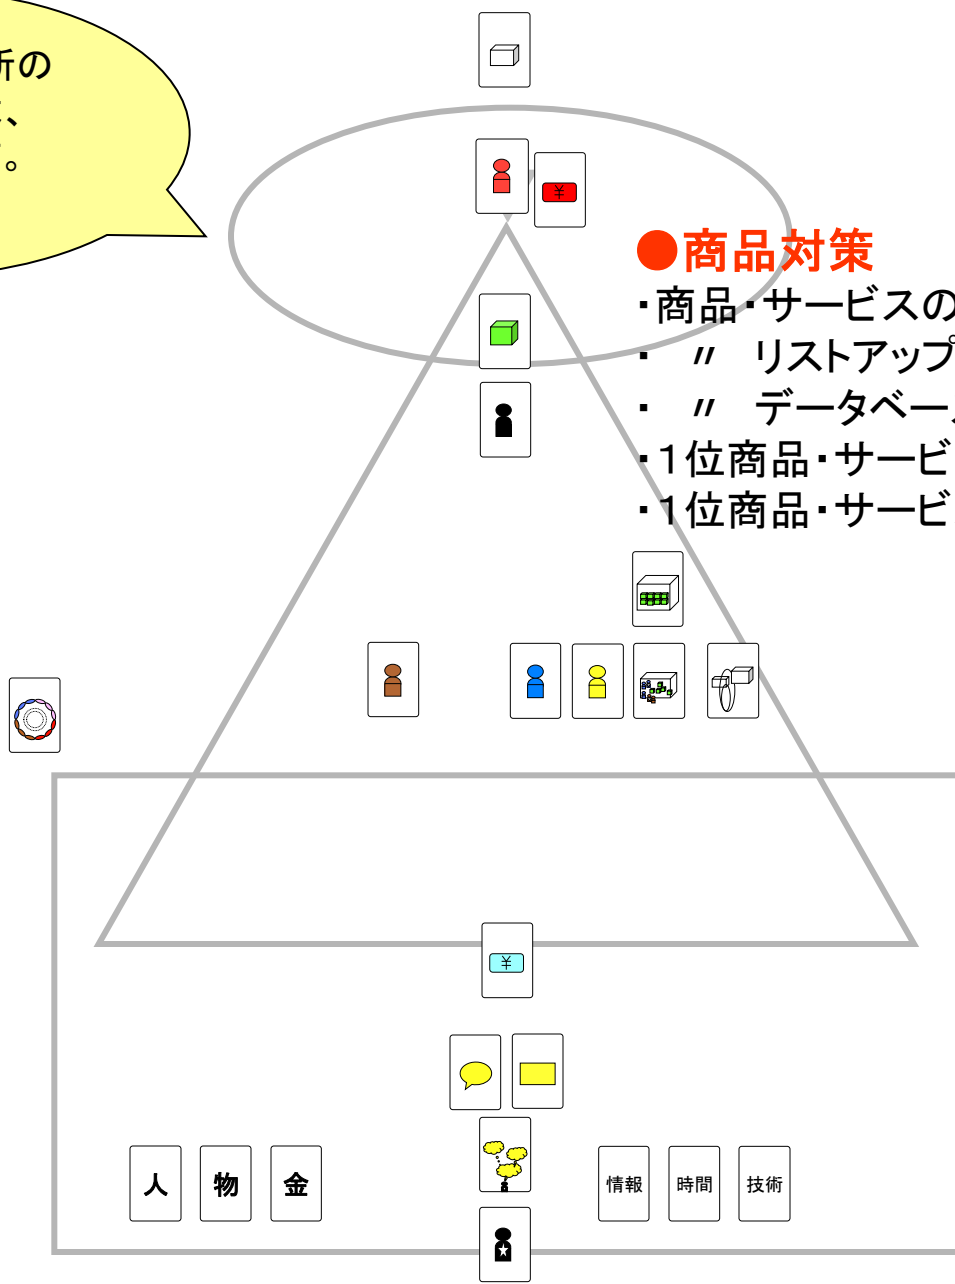 所の
、
。
¥
●商品対策
・商品・サービスの
・ 〃 リストアップ
・ 〃 データベー
・１位商品・サービ
・１位商品・サービ
¥
人 物 金 情報 時間 技術